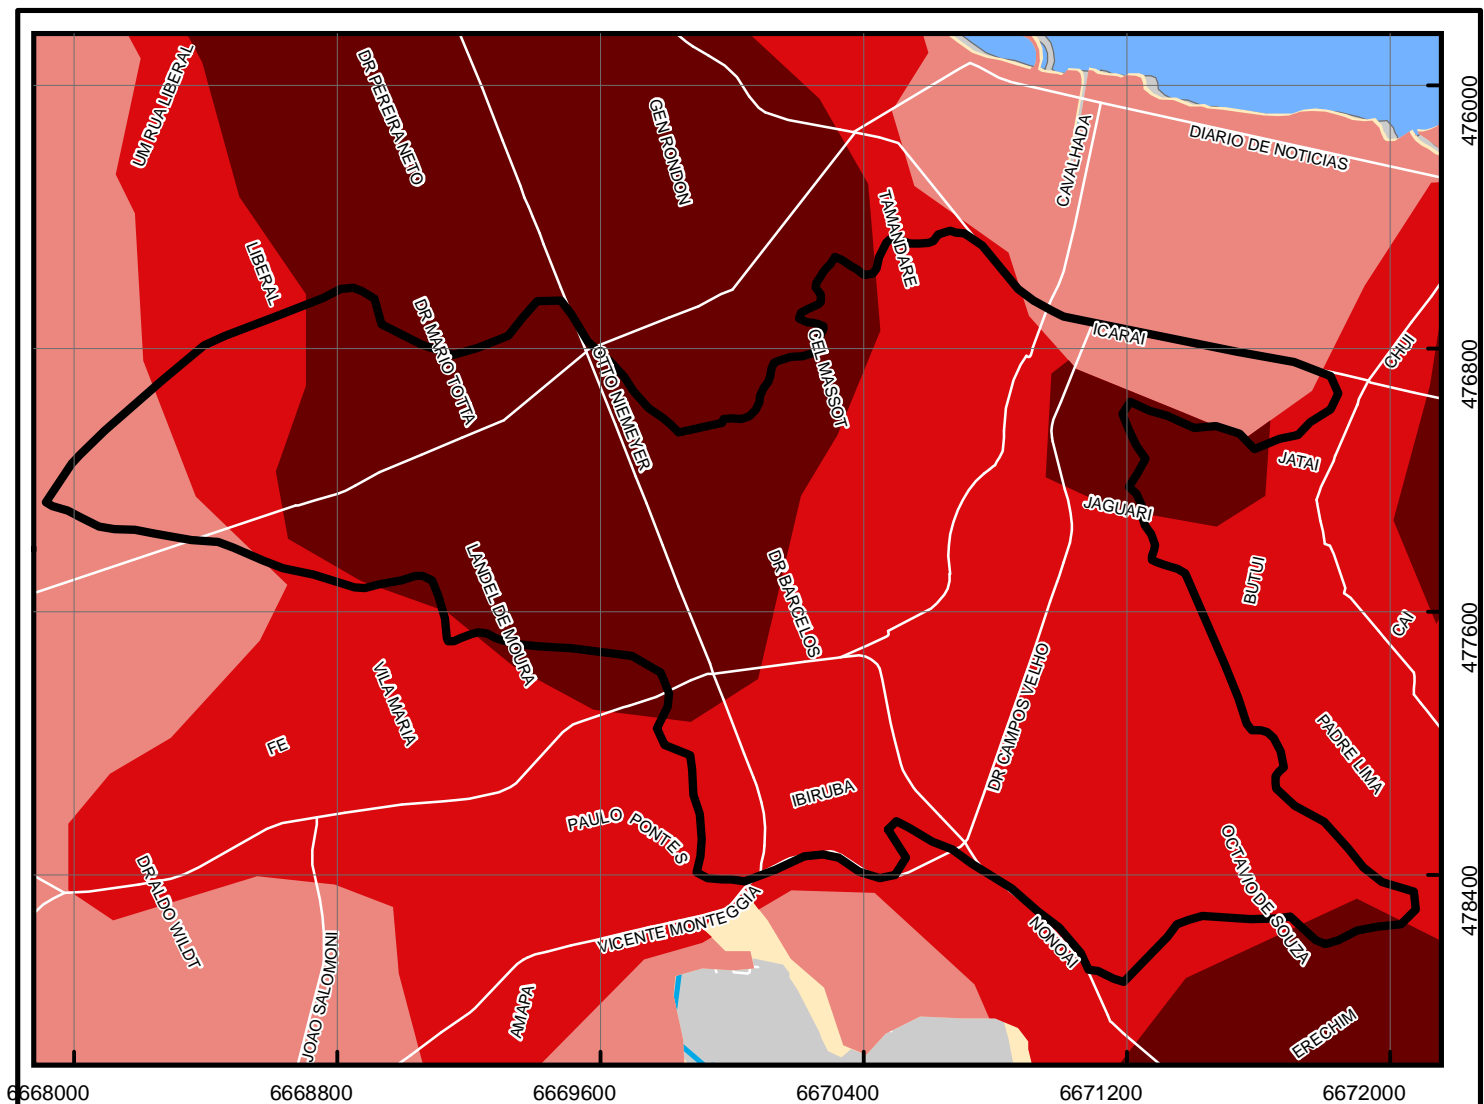 UM RUA LIBERAL
DR PEREIRA NETO
GEN RONDON
CAVALHADA
DIARIO DE NOTICIAS
476000
LIBERAL
TAMANDARE
DR MARIO TOTTA
OTTO NIEMEYER
CEL MASSOT
ICARAI
CHUI
476800
JATAI
JAGUARI
LANDEL DE MOURA
DR BARCELOS
BUTUI
CAI
477600
VILA MARIA
FE
DR CAMPOS VELHO
PADRE LIMA
IBIRUBA
PAULO PONTES
OCTAVIO DE SOUZA
478400
DR ALDO WILDT
JOAO SALOMONI
VICENTE MONTEGGIA
NONOAI
AMAPA
ERECHIM
6668000
6668800
6669600
6670400
6671200
6672000